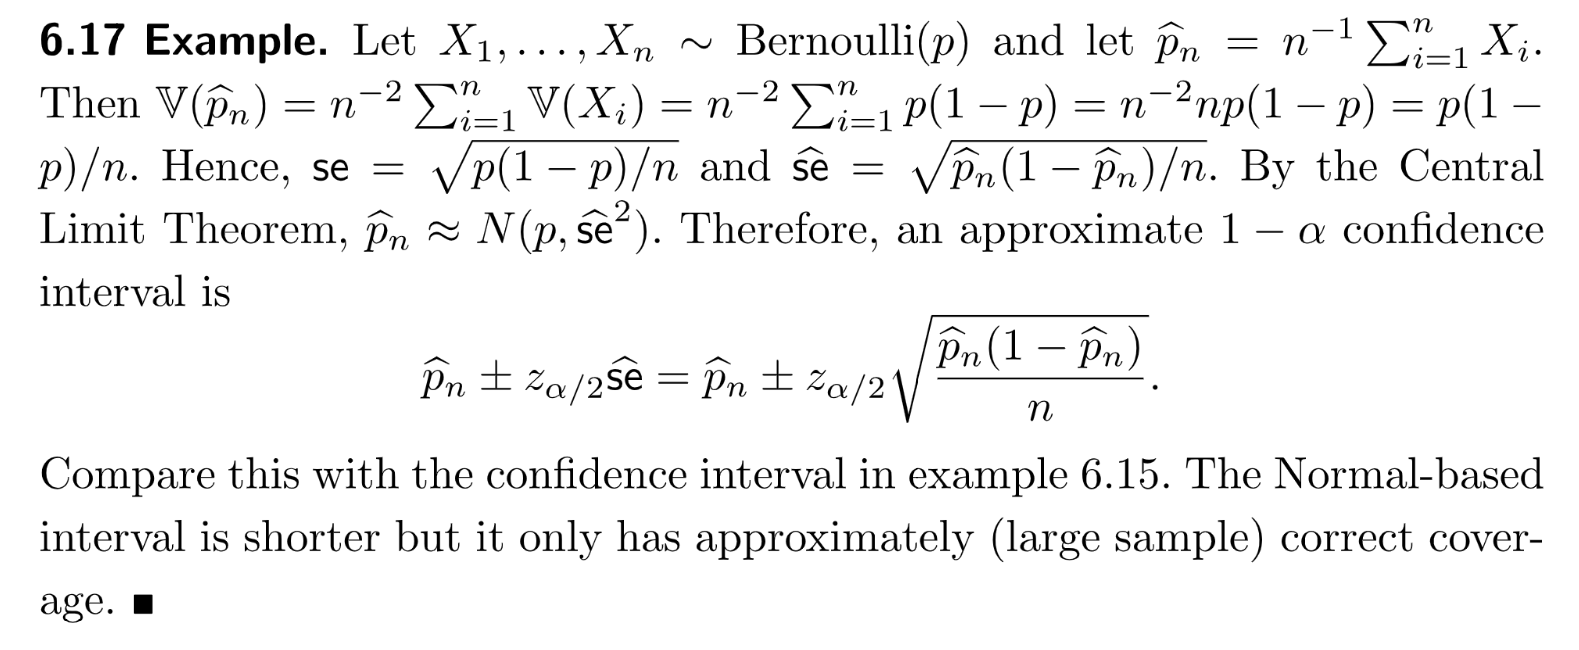 6.17 Example. Let X₁, . . . , Xₙ ∼ Bernoulli(p) and let p̂ₙ = n⁻¹ ∑ⁿᵢ₌₁ Xᵢ.
Then 𝕍(p̂ₙ) = n⁻² ∑ⁿᵢ₌₁ 𝕍(Xᵢ) = n⁻² ∑ⁿᵢ₌₁ p(1 − p) = n⁻²np(1 − p) = p(1 −
p)/n. Hence, se = √(p(1 − p)/n) and ŝe = √(p̂ₙ(1 − p̂ₙ)/n). By the Central
Limit Theorem, p̂ₙ ≈ N(p, ŝe²). Therefore, an approximate 1 − α confidence
interval is
p̂ₙ ± z_{α/2}ŝe = p̂ₙ ± z_{α/2}√(p̂ₙ(1 − p̂ₙ)/n).
Compare this with the confidence interval in example 6.15. The Normal-based
interval is shorter but it only has approximately (large sample) correct cover-
age. ■